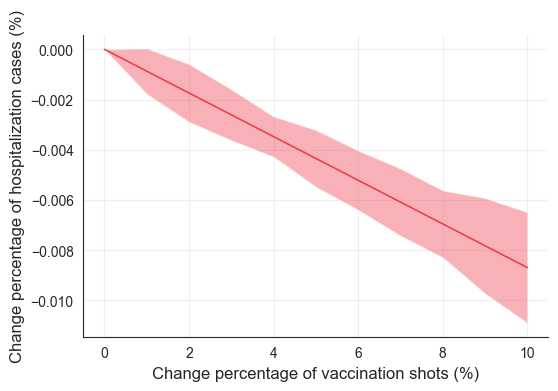 Change percentage of hospitalization cases (%)
0.000
−0.002
−0.004
−0.006
−0.008
−0.010
0 2 4 6 8 10
Change percentage of vaccination shots (%)